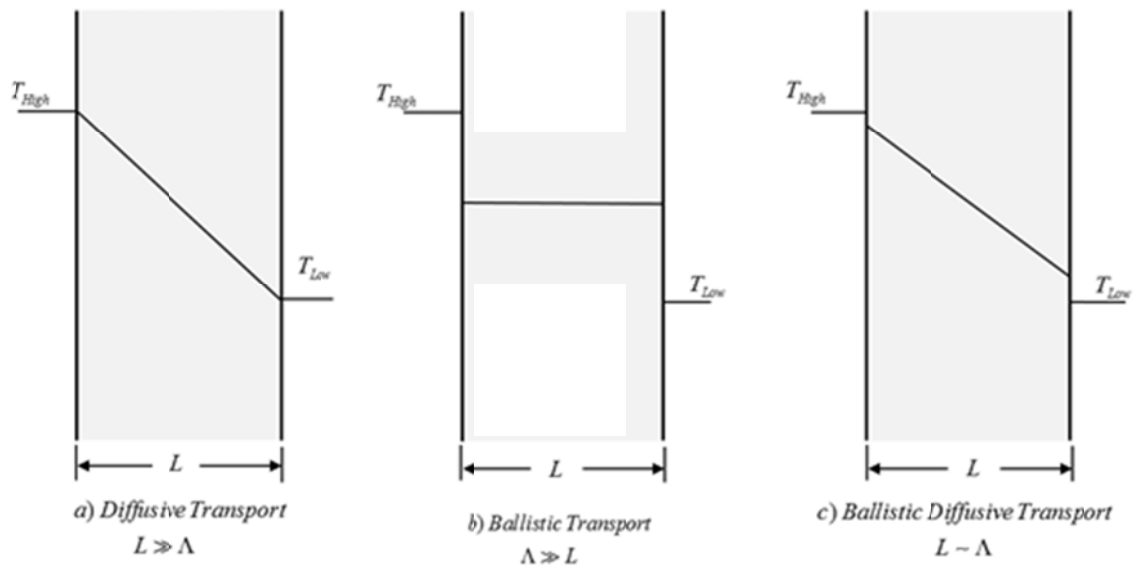 T_High
T_Low
L
a) Diffusive Transport
L ≫ Λ
T_High
T_Low
L
b) Ballistic Transport
Λ ≫ L
T_High
T_Low
L
c) Ballistic Diffusive Transport
L ~ Λ